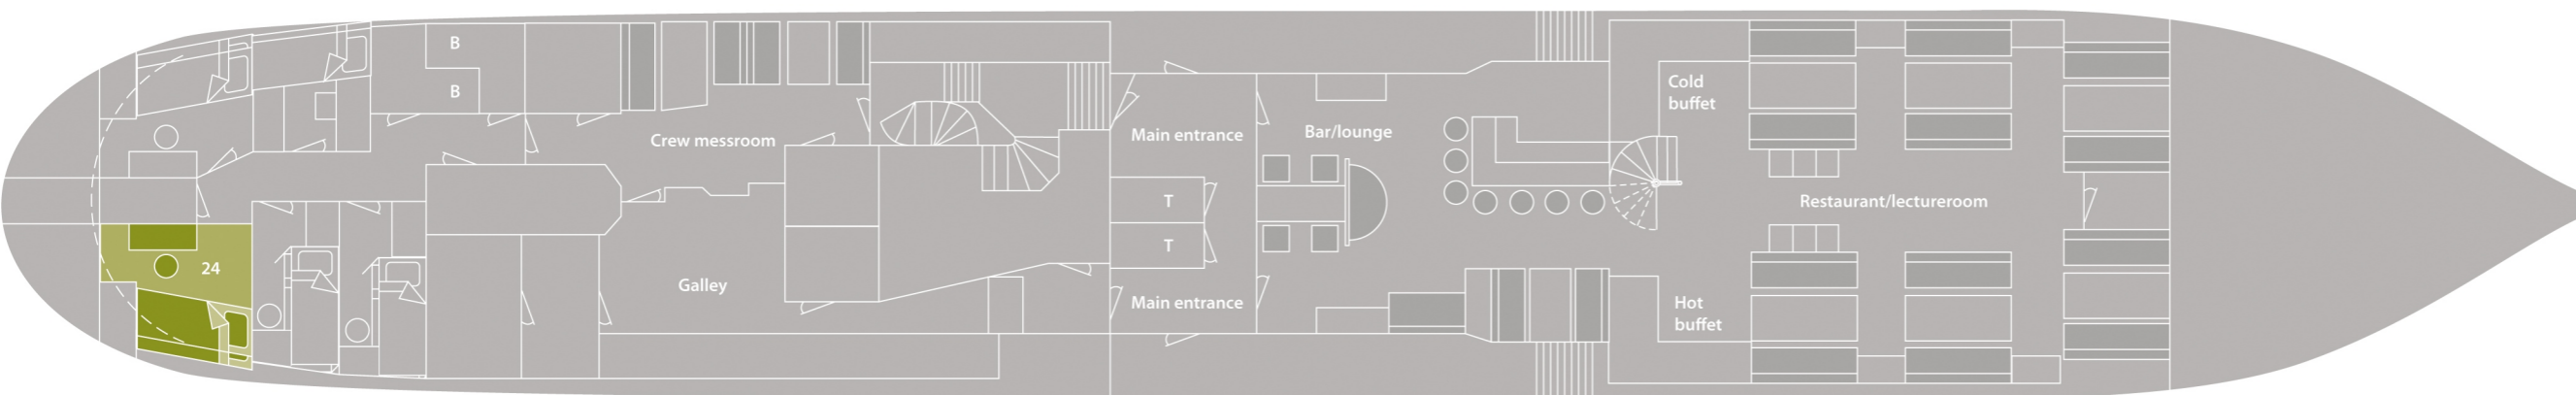 B
B
Crew messroom
Main entrance
Bar/lounge
Cold
buffet
T
Restaurant/lectureroom
T
24
Galley
Main entrance
Hot
buffet